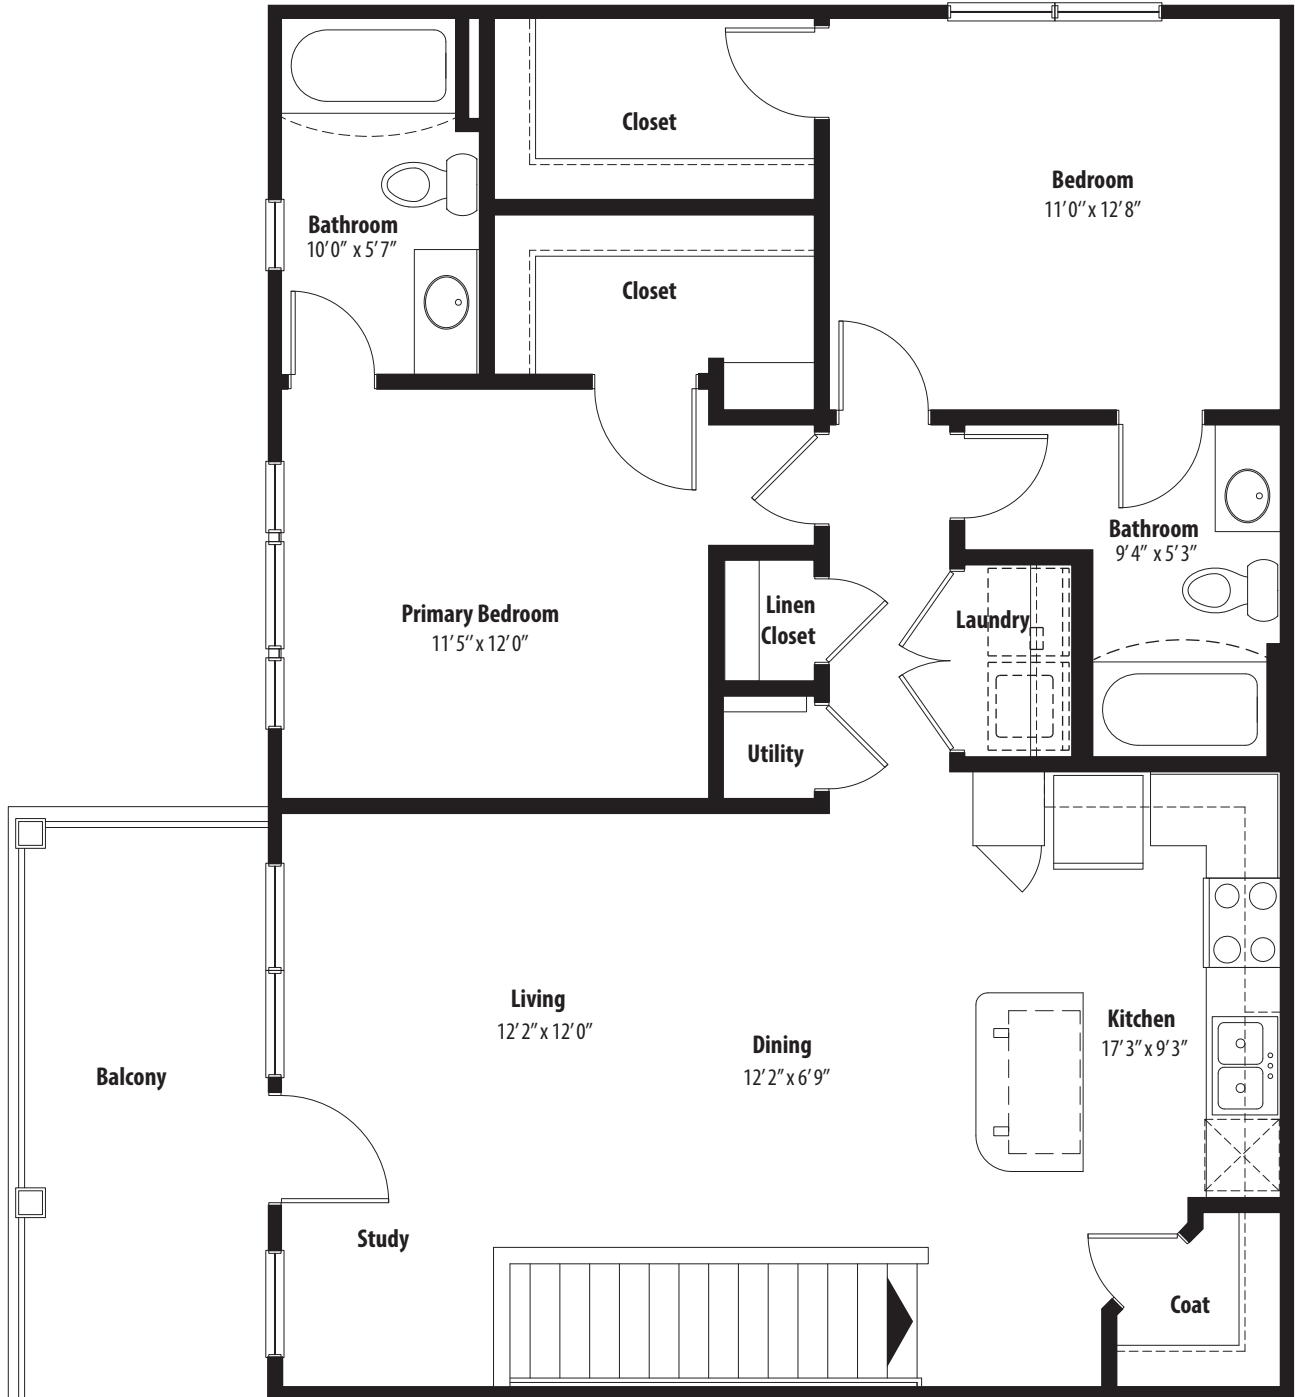 Closet
Bedroom
11'0" x 12'8"
Bathroom
10'0" x 5'7"
Closet
Bathroom
9'4" x 5'3"
Primary Bedroom
11'5" x 12'0"
Linen
Closet
Laundry
Utility
Living
12'2" x 12'0"
Dining
12'2" x 6'9"
Kitchen
17'3" x 9'3"
Balcony
Study
Coat